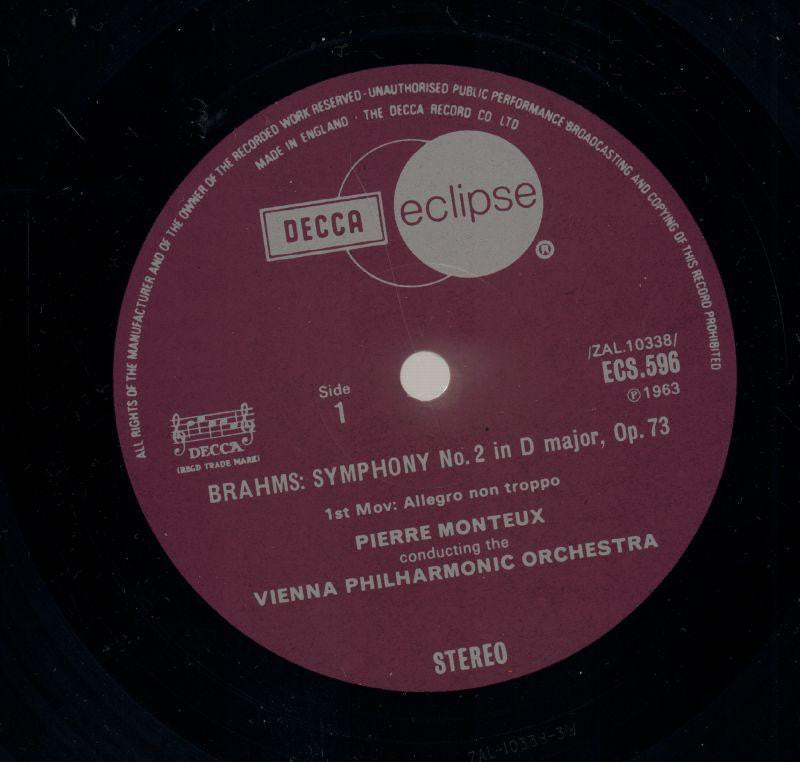 ALL RIGHTS OF THE MANUFACTURER AND OF THE OWNER OF THE RECORDED WORK RESERVED · UNAUTHORISED PUBLIC PERFORMANCE BROADCASTING AND COPYING OF THIS RECORD PROHIBITED
MADE IN ENGLAND · THE DECCA RECORD CO LTD
DECCA eclipse ®
/ZAL.10338/
ECS.596
℗ 1963
Side
1
DECCA
(REGD TRADE MARK)
BRAHMS: SYMPHONY No. 2 in D major, Op. 73
1st Mov: Allegro non troppo
PIERRE MONTEUX
conducting the
VIENNA PHILHARMONIC ORCHESTRA
STEREO
ZAL-10338-3W